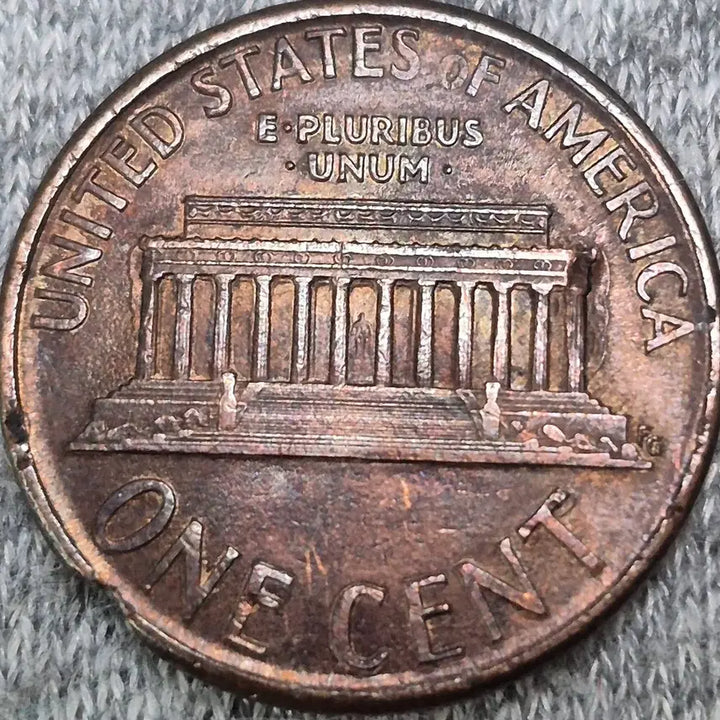 UNITED STATES OF AMERICA
E·PLURIBUS
·UNUM·
FG
ONE CENT